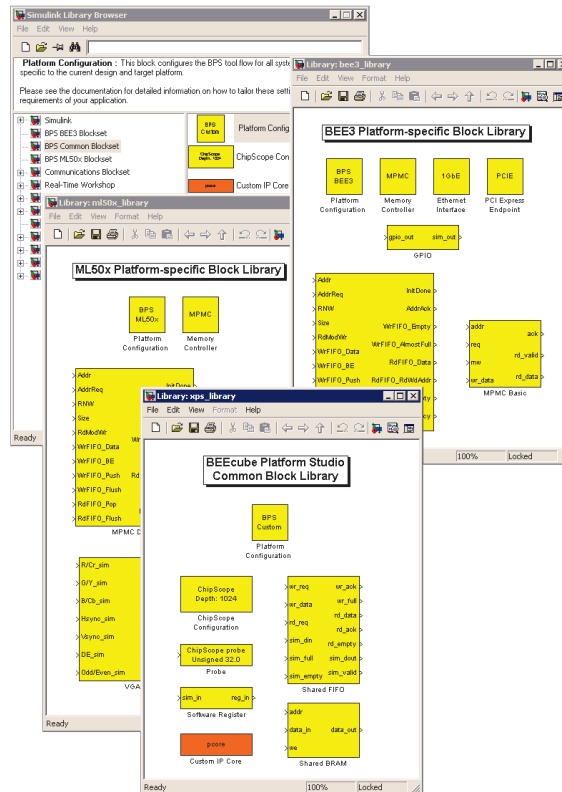 Simulink Library Browser
File Edit View Help
Platform Configuration : This block configures the BPS tool flow for all syste
specific to the current design and target platform.
Please see the documentation for detailed information on how to tailor these setti
requirements of your application.
Simulink
BPS BEE3 Blockset
BPS Common Blockset
BPS ML50x Blockset
Communications Blockset
Real-Time Workshop
BPS
Custom
Platform Config
ChipScope
Depth: 1024
ChipScope Con
pcore
Custom IP Core
Ready
Library: bee3_library
File Edit View Format Help
BEE3 Platform-specific Block Library
BPS
BEE3
MPMC
1GbE
PCIE
Platform
Configuration
Memory
Controller
Ethernet
Interface
PCI Express
Endpoint
gpio_out sim_out
GPIO
Addr
AddrReq
RNW
Size
RdModWr
WrFIFO_Data
WrFIFO_BE
WrFIFO_Push
InitDone
AddrAck
WrFIFO_Empty
WrFIFO_AlmostFull
RdFIFO_Data
RdFIFO_RdWdAddr
addr
req
rnw
wr_data
ack
rd_valid
rd_data
MPMC Basic
100% Locked
Library: ml50x_library
File Edit View Format Help
ML50x Platform-specific Block Library
BPS
ML50x
MPMC
Platform
Configuration
Memory
Controller
Addr
AddrReq
RNW
Size
RdModWr
WrFIFO_Data
WrFIFO_BE
WrFIFO_Push
WrFIFO_Flush
RdFIFO_Pop
RdFIFO_Flush
InitDone
MPMC D
R/Cr_sim
G/Y_sim
B/Cb_sim
Hsync_sim
Vsync_sim
DE_sim
Odd/Even_sim
VGA
Ready
Library: xps_library
File Edit View Format Help
BEEcube Platform Studio
Common Block Library
BPS
Custom
Platform
Configuration
ChipScope
Depth: 1024
ChipScope
Configuration
ChipScope probe
Unsigned 32.0
Probe
sim_in reg_in
Software Register
pcore
Custom IP Core
wr_req
wr_data
rd_req
sim_din
sim_full
sim_empty
wr_ack
wr_full
rd_data
rd_ack
rd_empty
sim_dout
sim_valid
Shared FIFO
addr
data_in
we
data_out
Shared BRAM
Ready 100% Locked